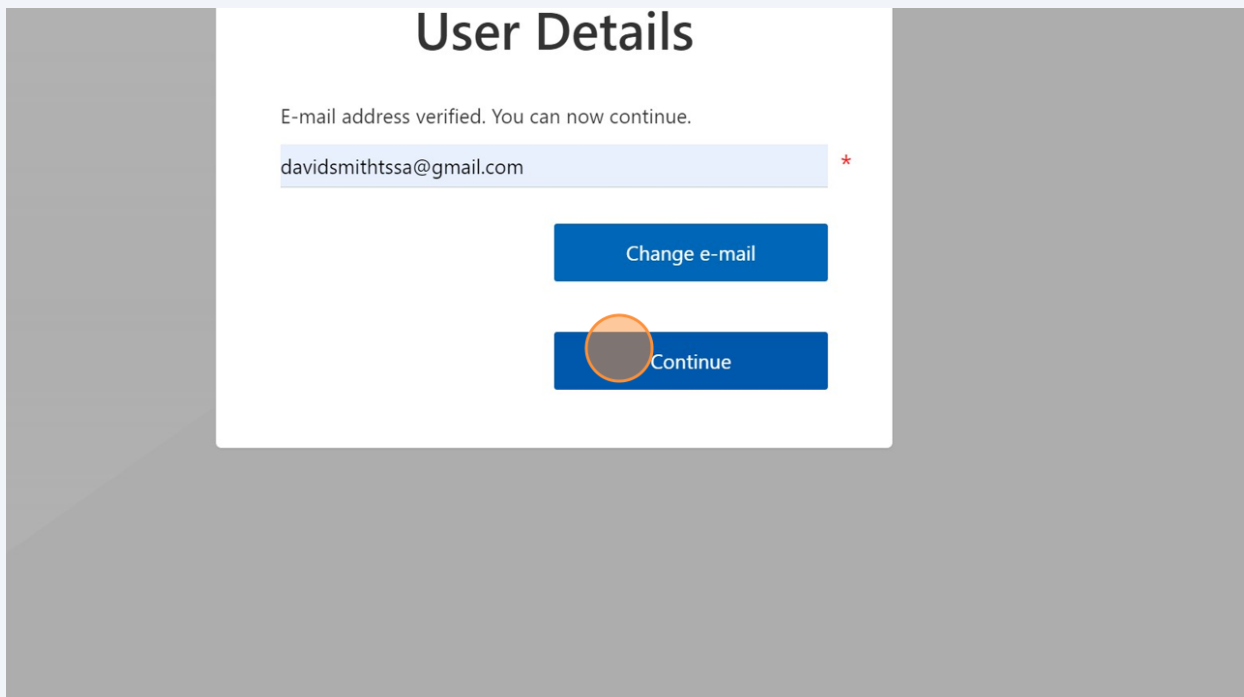 User Details
E-mail address verified. You can now continue.
davidsmithtssa@gmail.com *
Change e-mail
Continue